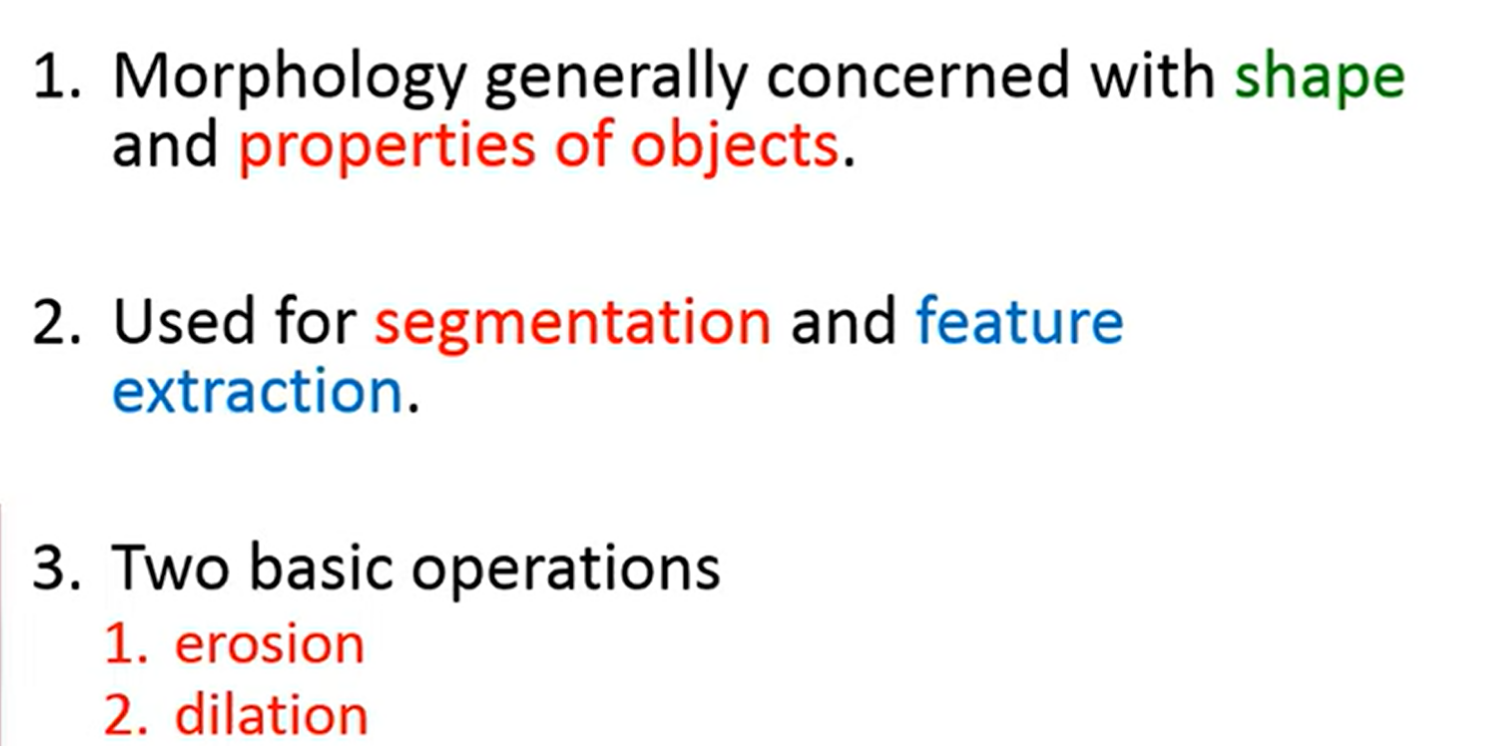 1. Morphology generally concerned with shape
and properties of objects.
2. Used for segmentation and feature
extraction.
3. Two basic operations
1. erosion
2. dilation